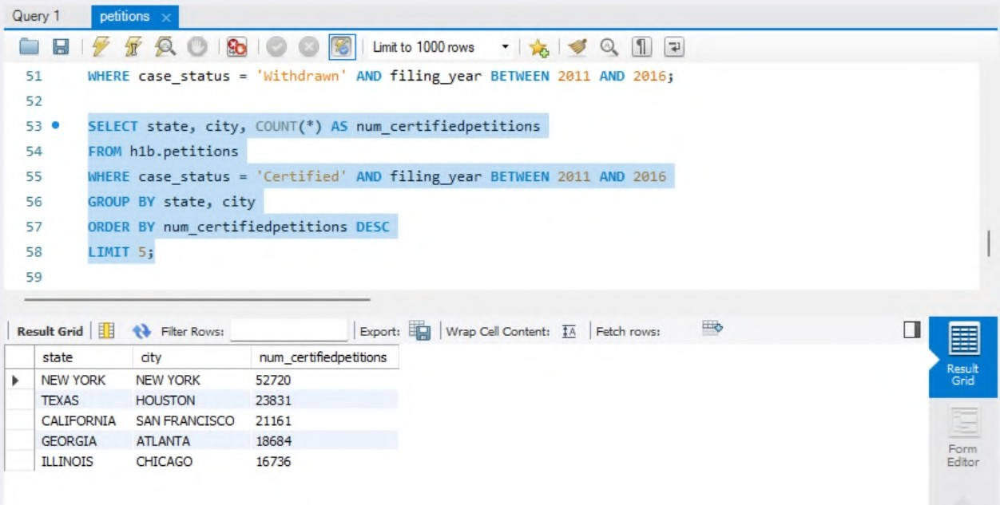 Query 1 petitions ×
Limit to 1000 rows
51 WHERE case_status = 'Withdrawn' AND filing_year BETWEEN 2011 AND 2016;
52
53 SELECT state, city, COUNT(*) AS num_certifiedpetitions
54 FROM h1b.petitions
55 WHERE case_status = 'Certified' AND filing_year BETWEEN 2011 AND 2016
56 GROUP BY state, city
57 ORDER BY num_certifiedpetitions DESC
58 LIMIT 5;
59
Result Grid Filter Rows: Export: Wrap Cell Content: IA Fetch rows:
state city num_certifiedpetitions
NEW YORK NEW YORK 52720
TEXAS HOUSTON 23831
CALIFORNIA SAN FRANCISCO 21161
GEORGIA ATLANTA 18684
ILLINOIS CHICAGO 16736
Result
Grid
Form
Editor